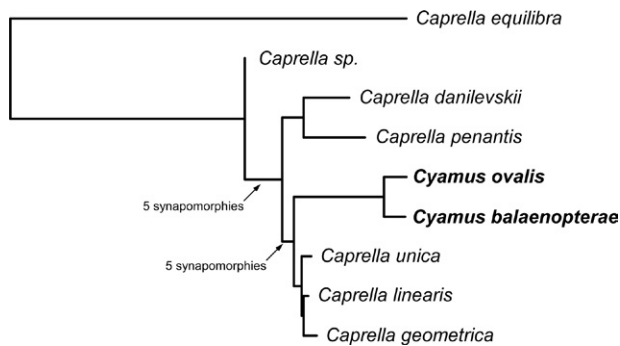 Caprella equilibra
Caprella sp.
Caprella danilevskii
Caprella penantis
Cyamus ovalis
5 synapomorphies
Cyamus balaenopterae
Caprella unica
5 synapomorphies
Caprella linearis
Caprella geometrica